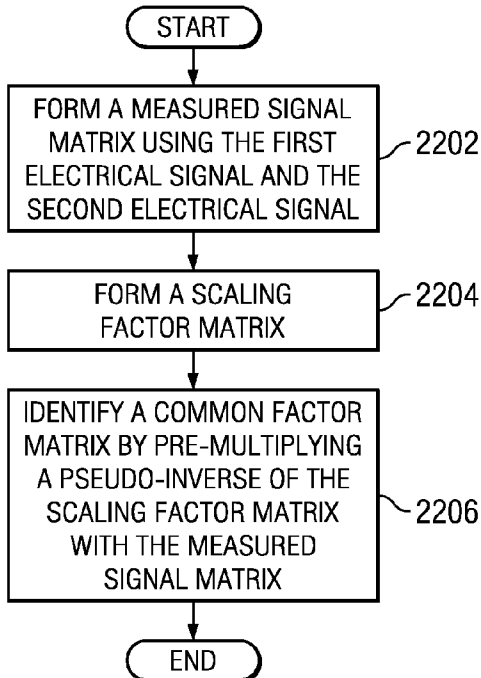 START
FORM A MEASURED SIGNAL
MATRIX USING THE FIRST
ELECTRICAL SIGNAL AND THE
SECOND ELECTRICAL SIGNAL
2202
FORM A SCALING
FACTOR MATRIX
2204
IDENTIFY A COMMON FACTOR
MATRIX BY PRE-MULTIPLYING
A PSEUDO-INVERSE OF THE
SCALING FACTOR MATRIX
WITH THE MEASURED
SIGNAL MATRIX
2206
END